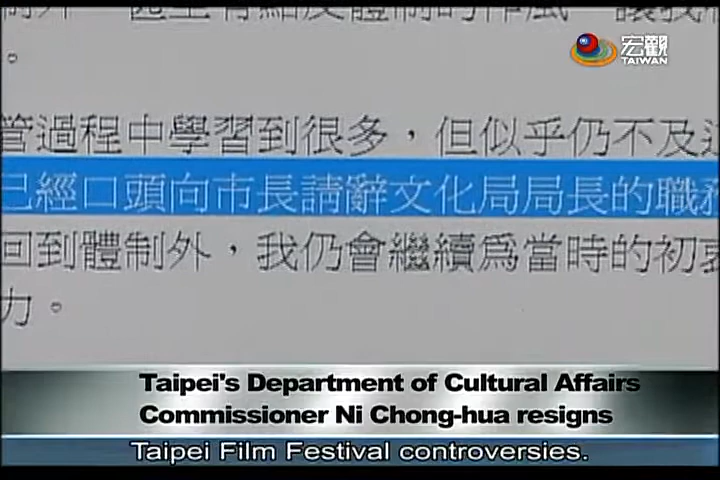 宏觀
TAIWAN
。
管過程中學習到很多，但似乎仍不及
已經口頭向市長請辭文化局局長的職務
回到體制外，我仍會繼續為當時的初衷
力。
Taipei's Department of Cultural Affairs
Commissioner Ni Chong-hua resigns
Taipei Film Festival controversies.